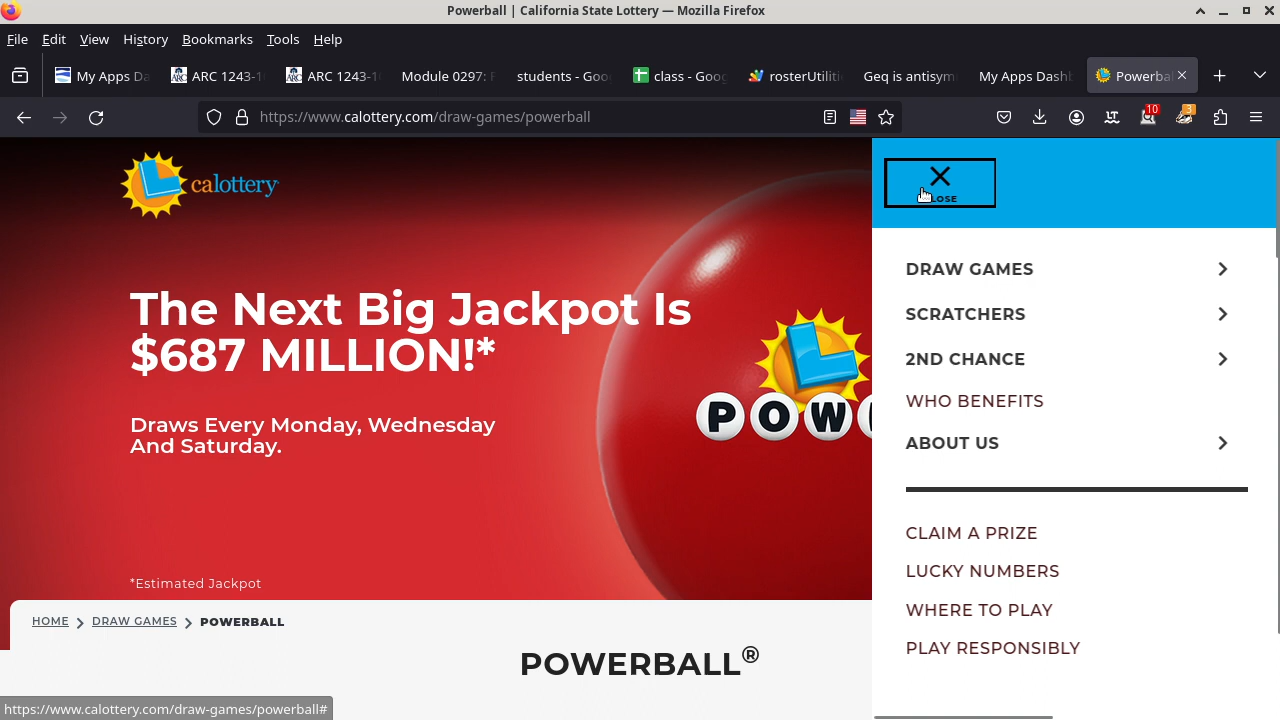 Powerball | California State Lottery — Mozilla Firefox
File Edit View History Bookmarks Tools Help
My Apps Da ARC 1243-1 ARC 1243-1 Module 0297: students - Goo class - Goog rosterUtiliti Geq is antisym My Apps Dash Powerbal
https://www.calottery.com/draw-games/powerball
10
3
calottery
CLOSE
The Next Big Jackpot Is
$687 MILLION!*
Draws Every Monday, Wednesday
And Saturday.
POW
*Estimated Jackpot
DRAW GAMES
SCRATCHERS
2ND CHANCE
WHO BENEFITS
ABOUT US
CLAIM A PRIZE
LUCKY NUMBERS
WHERE TO PLAY
PLAY RESPONSIBLY
HOME DRAW GAMES POWERBALL
POWERBALL®
https://www.calottery.com/draw-games/powerball#